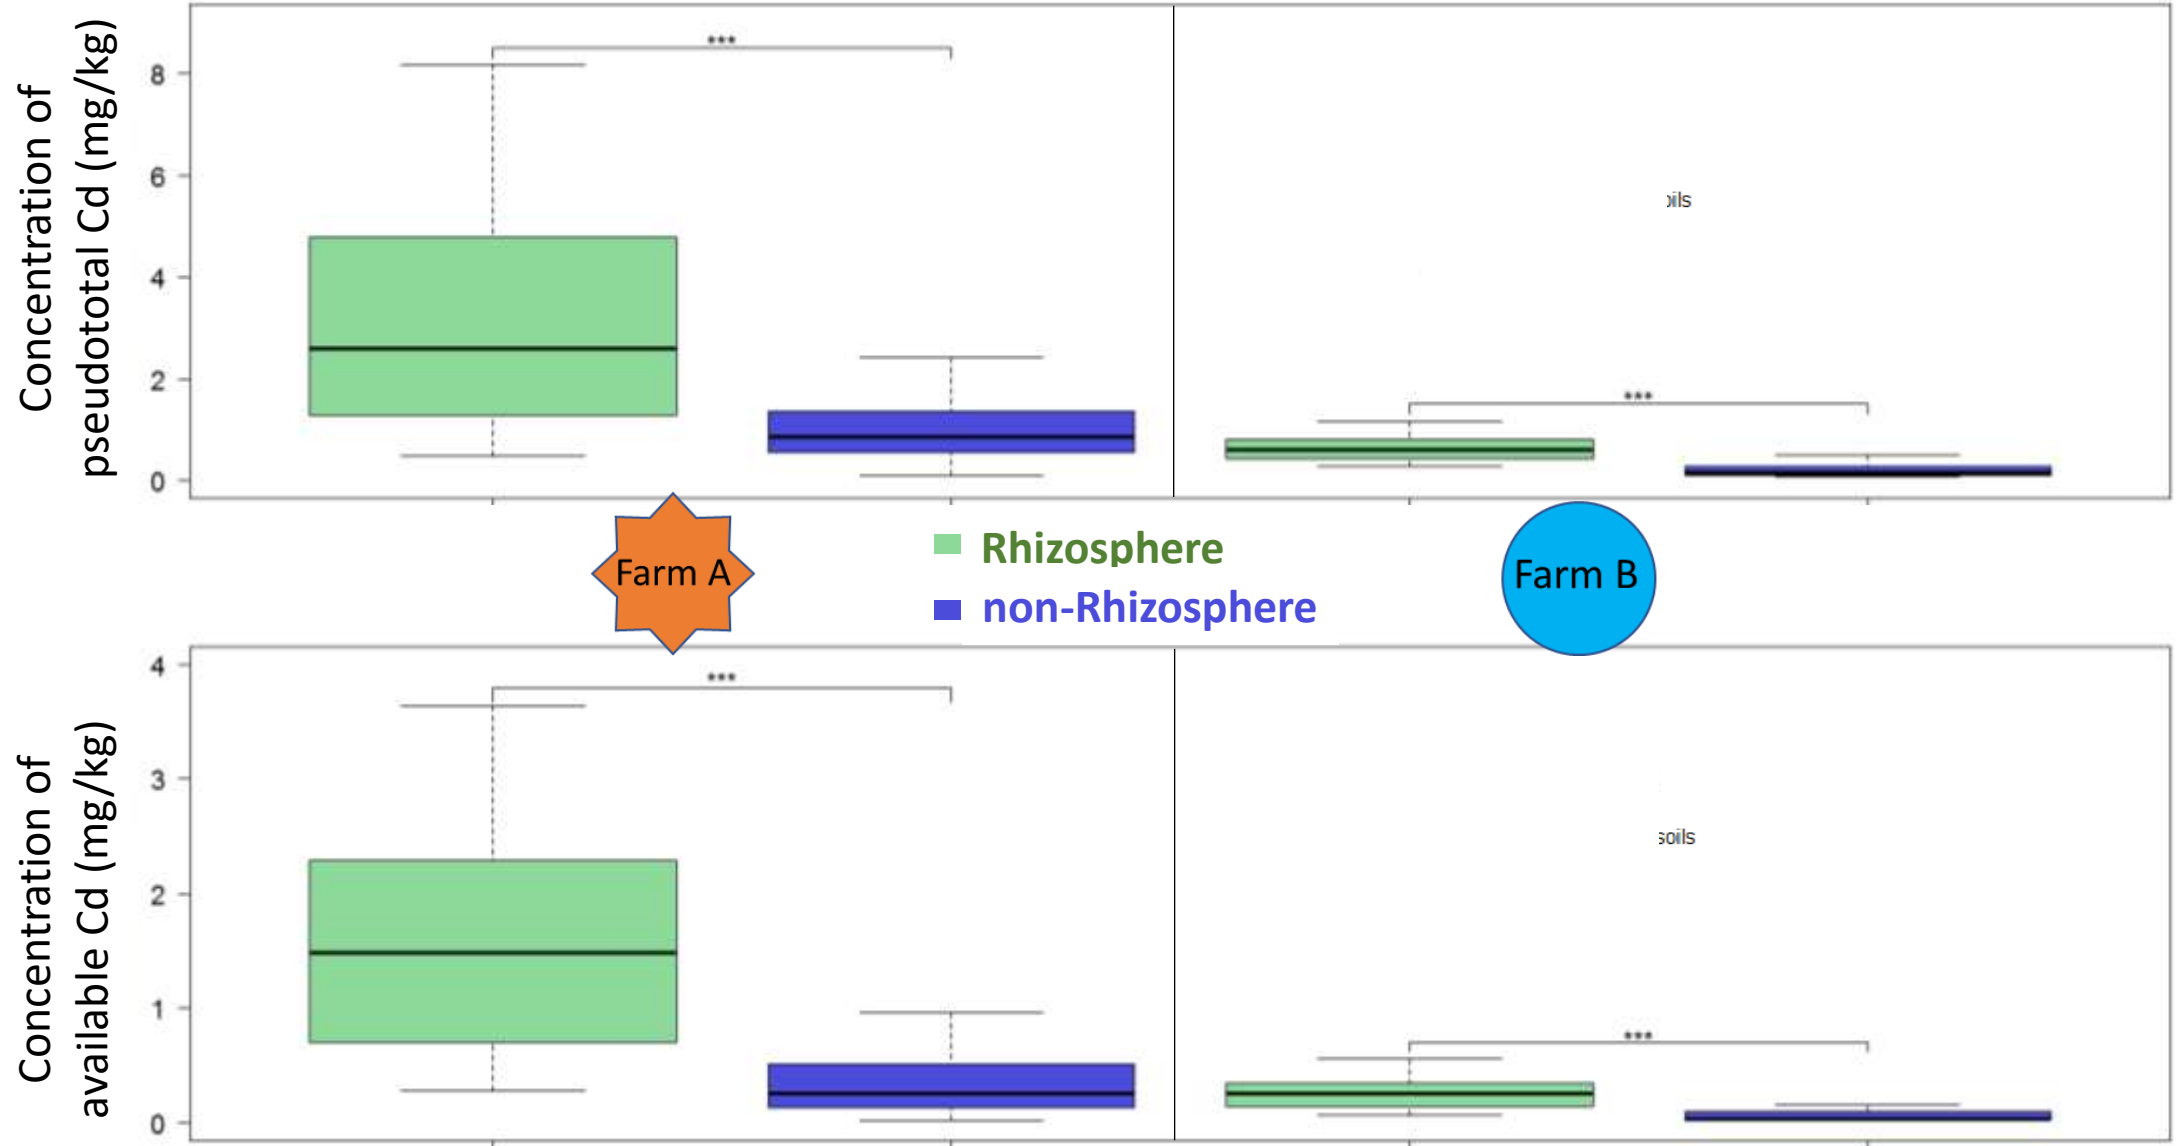 Concentration of
pseudototal Cd (mg/kg)
8
6
4
2
0
***
***
oils
Farm A
Rhizosphere
non-Rhizosphere
Farm B
Concentration of
available Cd (mg/kg)
4
3
2
1
0
***
***
soils